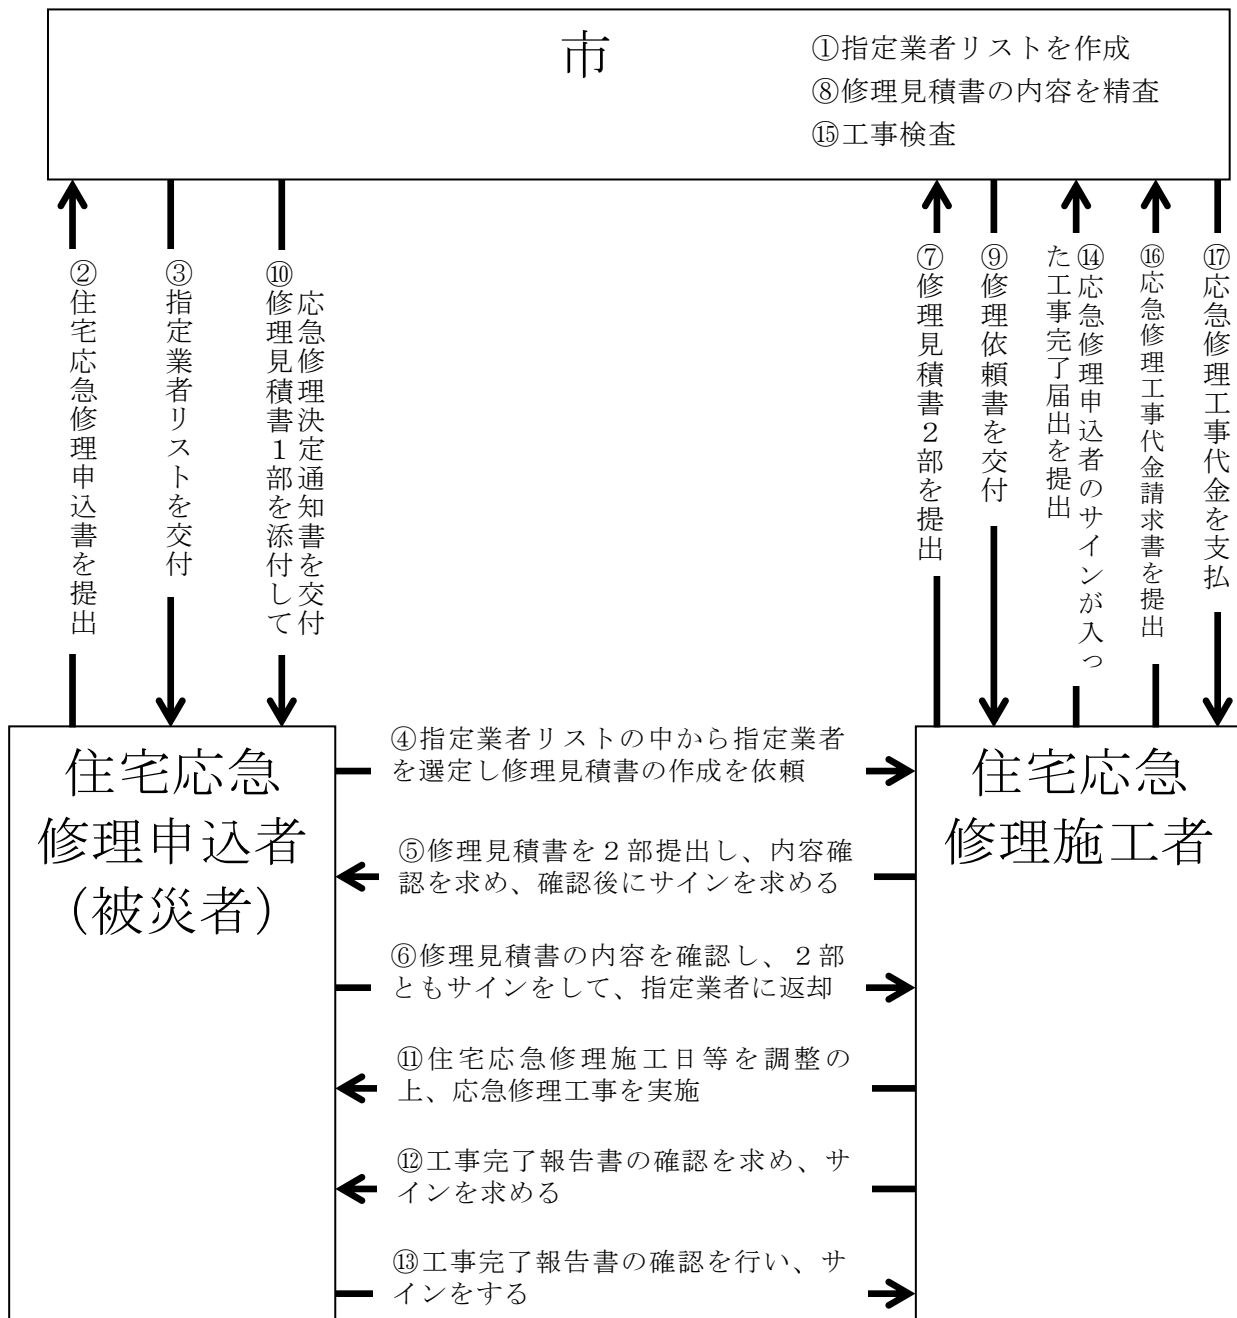 市
①指定業者リストを作成
⑧修理見積書の内容を精査
⑮工事検査
②住宅応急修理申込書を提出
③指定業者リストを交付
⑩修理見積書１部を添付して
応急修理決定通知書を交付
⑦修理見積書２部を提出
⑨修理依頼書を交付
⑭応急修理申込者のサインが入っ
た工事完了届出を提出
⑯応急修理工事代金請求書を提出
⑰応急修理工事代金を支払
住宅応急
修理申込者
（被災者）
④指定業者リストの中から指定業者
を選定し修理見積書の作成を依頼
⑤修理見積書を２部提出し、内容確
認を求め、確認後にサインを求める
⑥修理見積書の内容を確認し、２部
ともサインをして、指定業者に返却
⑪住宅応急修理施工日等を調整の
上、応急修理工事を実施
⑫工事完了報告書の確認を求め、サ
インを求める
⑬工事完了報告書の確認を行い、サ
インをする
住宅応急
修理施工者